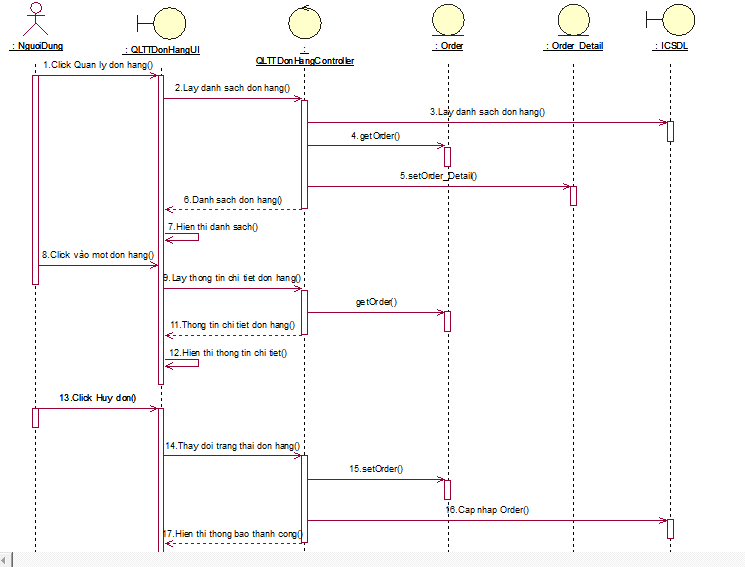 : NguoiDung
: QLTTDonHangUI
:
QLTTDonHangController
: Order
: Order_Detail
: ICSDL
1.Click Quan ly don hang()
2.Lay danh sach don hang()
3.Lay danh sach don hang()
4.getOrder()
5.setOrder_Detail()
6.Danh sach don hang()
7.Hien thi danh sach()
8.Click vào mot don hang()
9.Lay thong tin chi tiet don hang()
getOrder()
11.Thong tin chi tiet don hang()
12.Hien thi thong tin chi tiet()
13.Click Huy don()
14.Thay doi trang thai don hang()
15.setOrder()
16.Cap nhap Order()
17.Hien thi thong bao thanh cong()